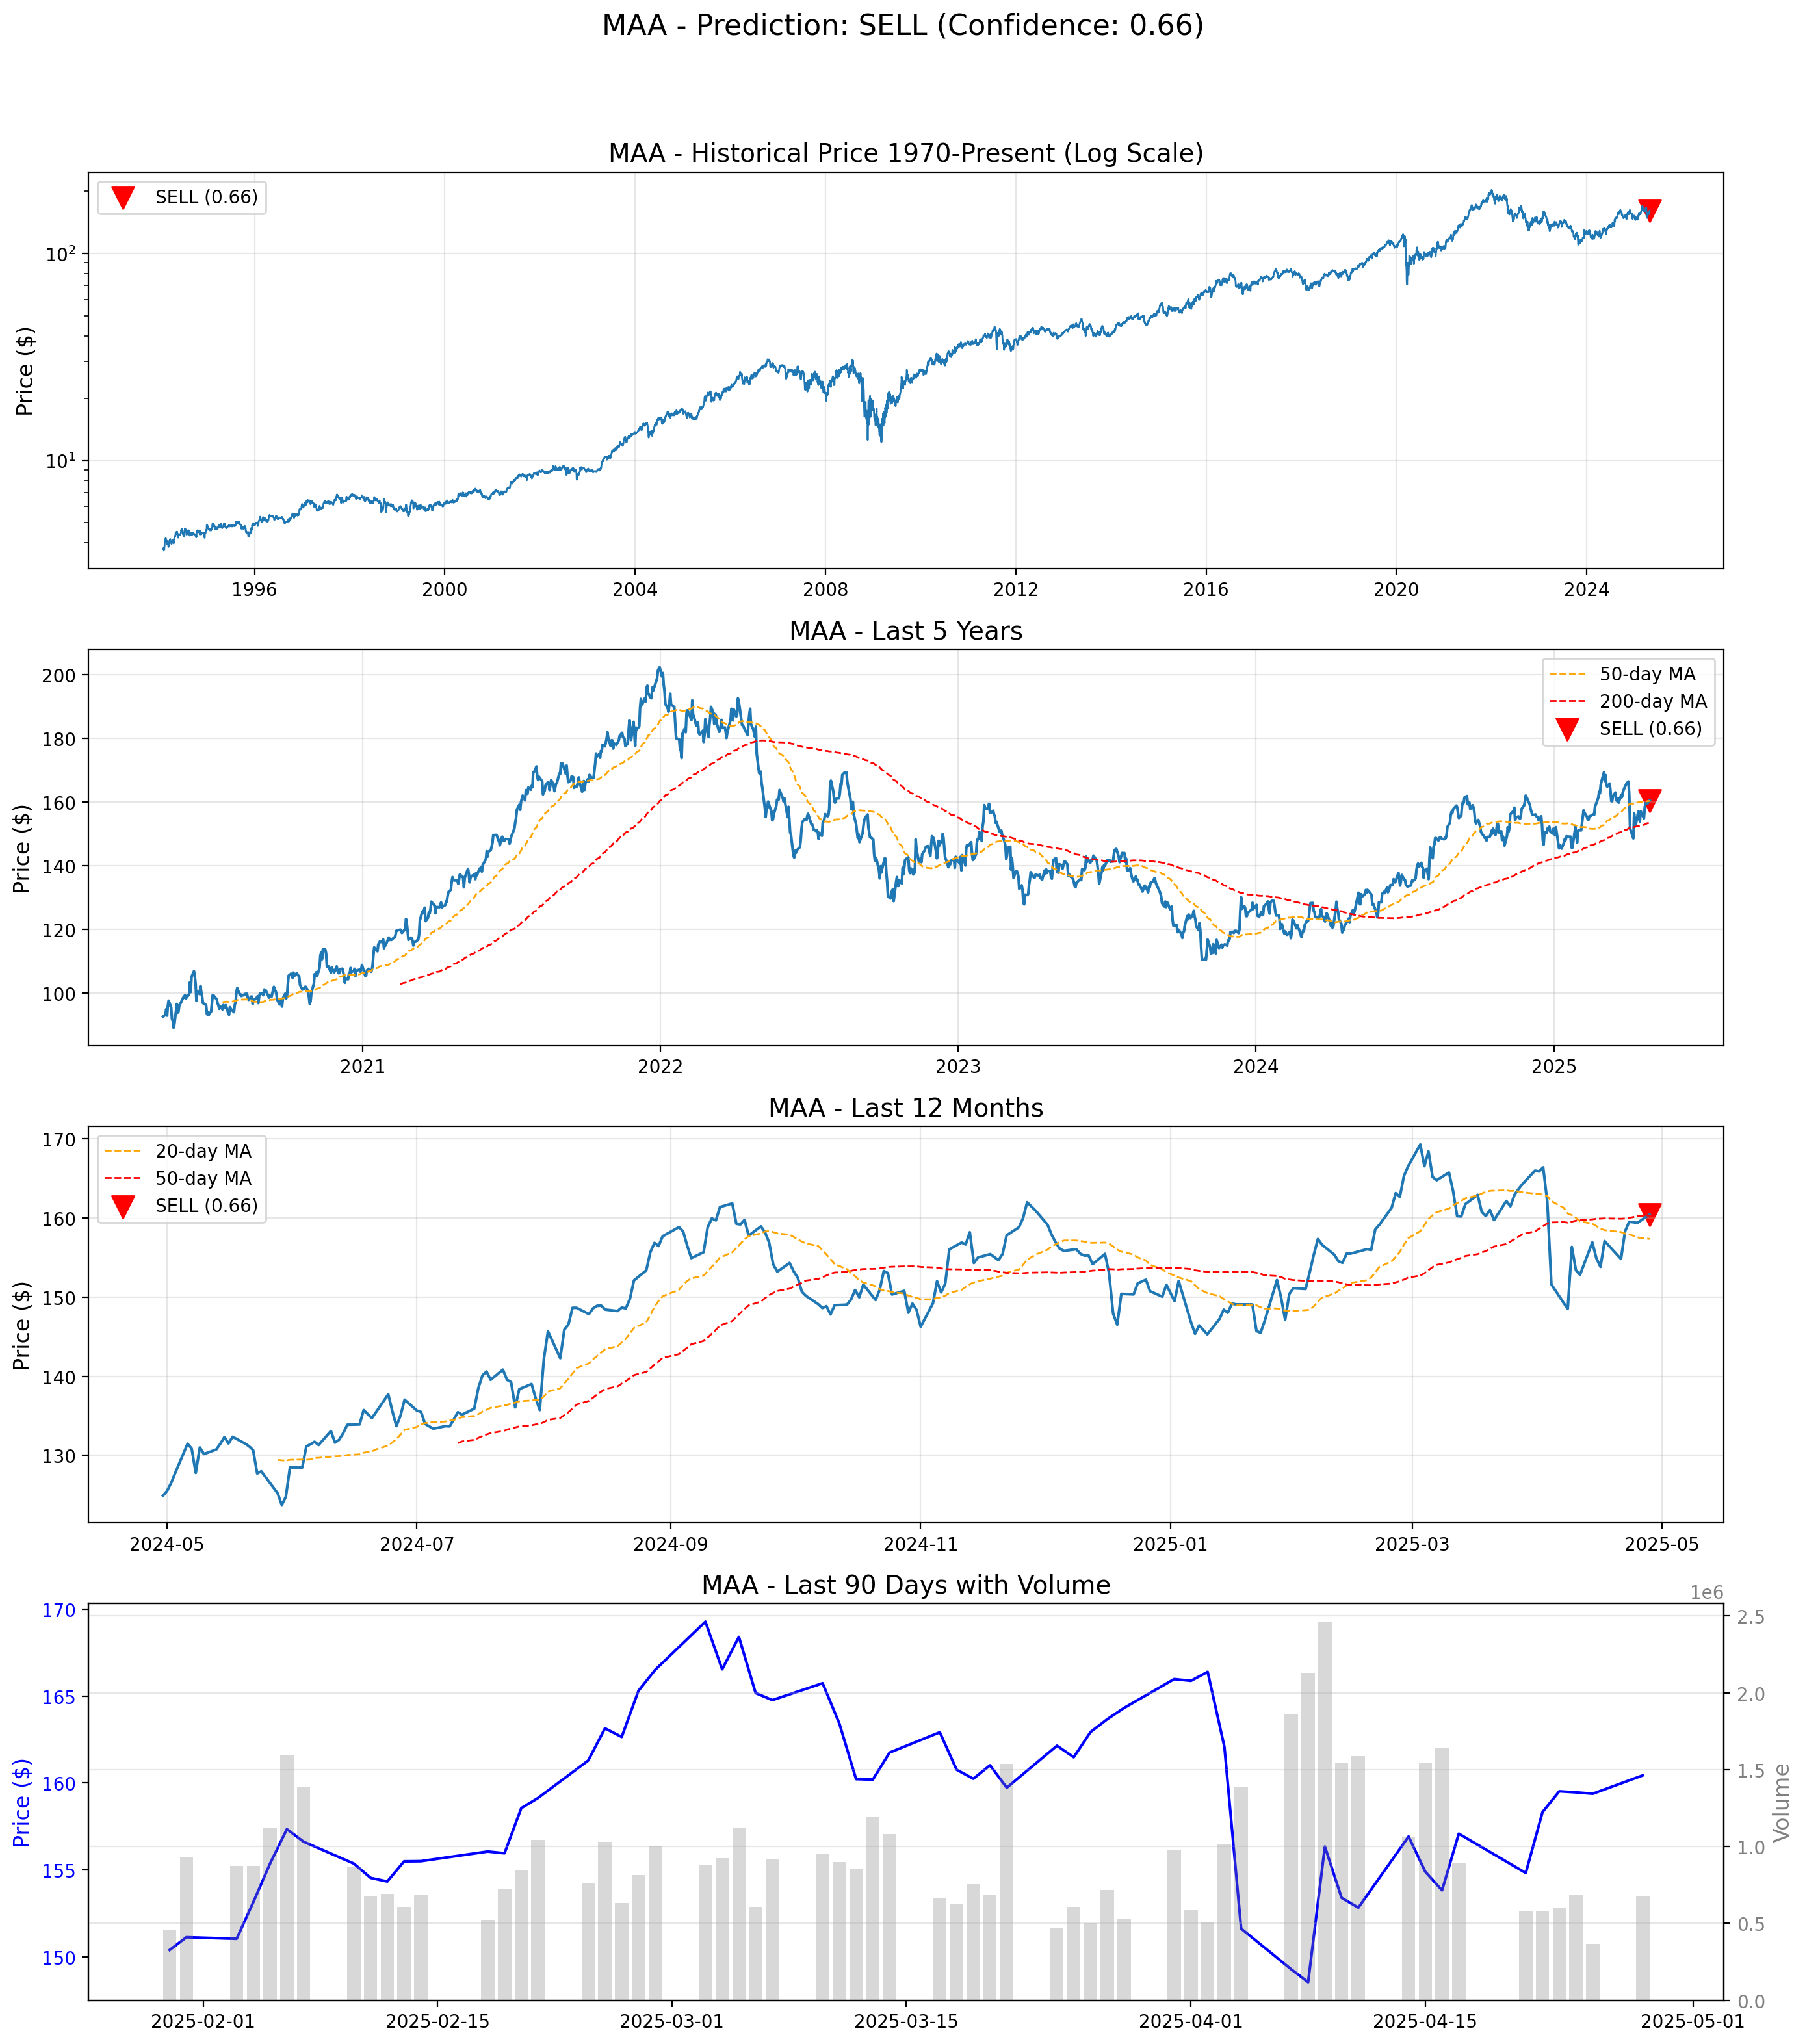 MAA - Prediction: SELL (Confidence: 0.66)
MAA - Historical Price 1970-Present (Log Scale)
SELL (0.66)
Price ($)
10²
10¹
1996 2000 2004 2008 2012 2016 2020 2024
MAA - Last 5 Years
50-day MA
200-day MA
SELL (0.66)
Price ($)
200
180
160
140
120
100
2021 2022 2023 2024 2025
MAA - Last 12 Months
20-day MA
50-day MA
SELL (0.66)
Price ($)
170
160
150
140
130
2024-05 2024-07 2024-09 2024-11 2025-01 2025-03 2025-05
MAA - Last 90 Days with Volume
1e6
Price ($)
170
165
160
155
150
2.5
2.0
1.5
1.0
0.5
0.0
Volume
2025-02-01 2025-02-15 2025-03-01 2025-03-15 2025-04-01 2025-04-15 2025-05-01